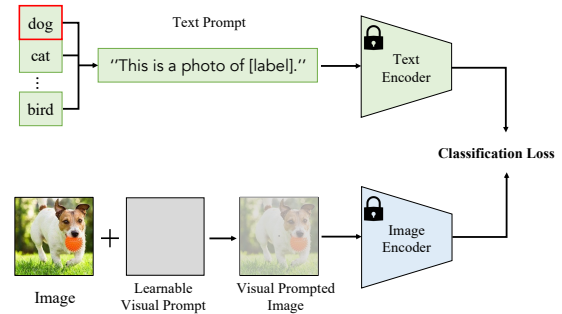 dog
Text Prompt
cat
"This is a photo of [label]."
Text
Encoder
⋮
bird
Classification Loss
+
Image
Encoder
Image
Learnable
Visual Prompt
Visual Prompted
Image